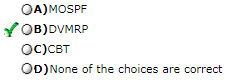 A)MOSPF
B)DVMRP
C)CBT
D)None of the choices are correct